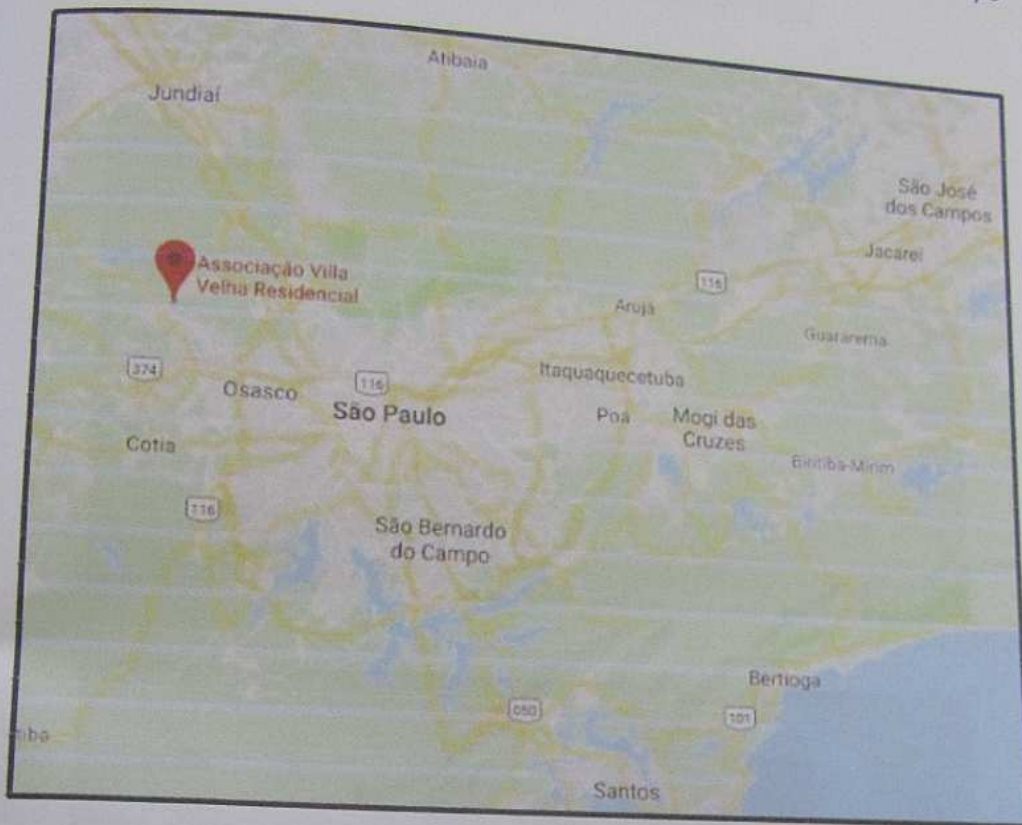 Atibaia
Jundiaí
São José
dos Campos
Jacareí
Associação Villa
Velha Residencial
116
Arujá
Guararema
374
Itaquaquecetuba
Osasco
116
São Paulo
Poá
Mogi das
Cruzes
Cotia
Biritiba-Mirim
116
São Bernardo
do Campo
Bertioga
050
101
iba
Santos